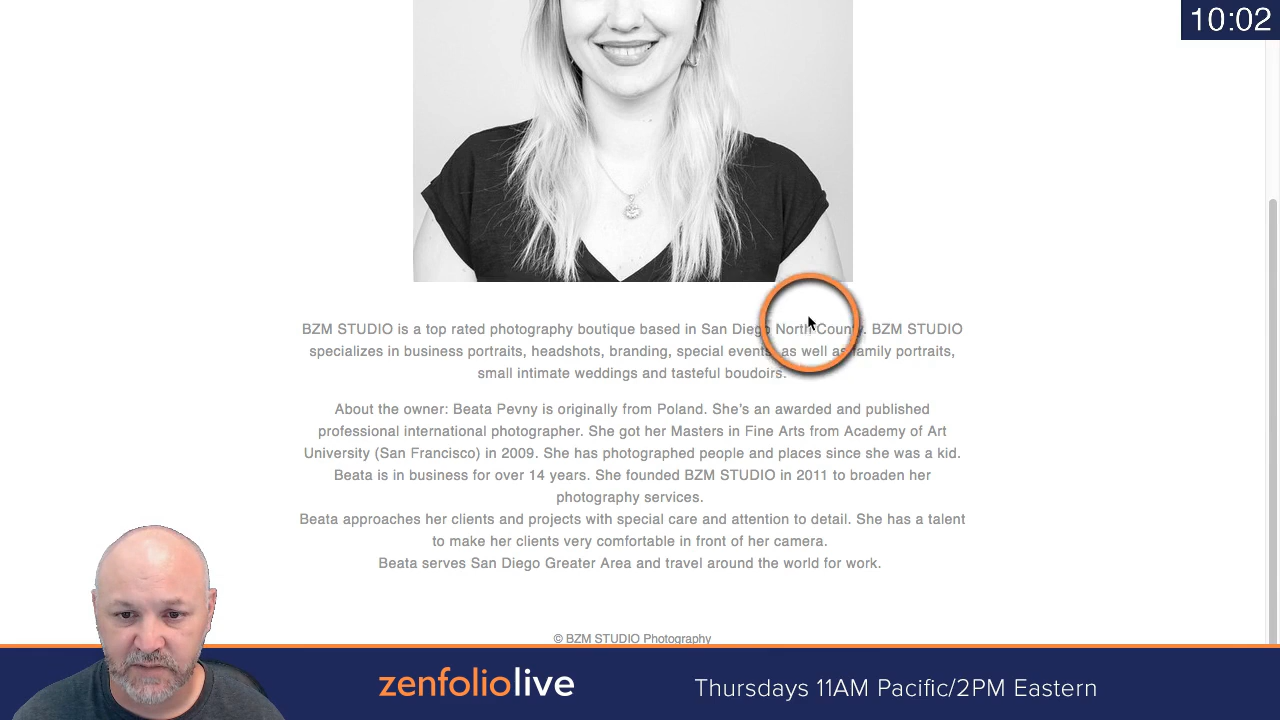 10:02
BZM STUDIO is a top rated photography boutique based in San Diego North County. BZM STUDIO
specializes in business portraits, headshots, branding, special events, as well as family portraits,
small intimate weddings and tasteful boudoirs.
About the owner: Beata Pevny is originally from Poland. She's an awarded and published
professional international photographer. She got her Masters in Fine Arts from Academy of Art
University (San Francisco) in 2009. She has photographed people and places since she was a kid.
Beata is in business for over 14 years. She founded BZM STUDIO in 2011 to broaden her
photography services.
Beata approaches her clients and projects with special care and attention to detail. She has a talent
to make her clients very comfortable in front of her camera.
Beata serves San Diego Greater Area and travel around the world for work.
© BZM STUDIO Photography
zenfoliolive
Thursdays 11AM Pacific/2PM Eastern